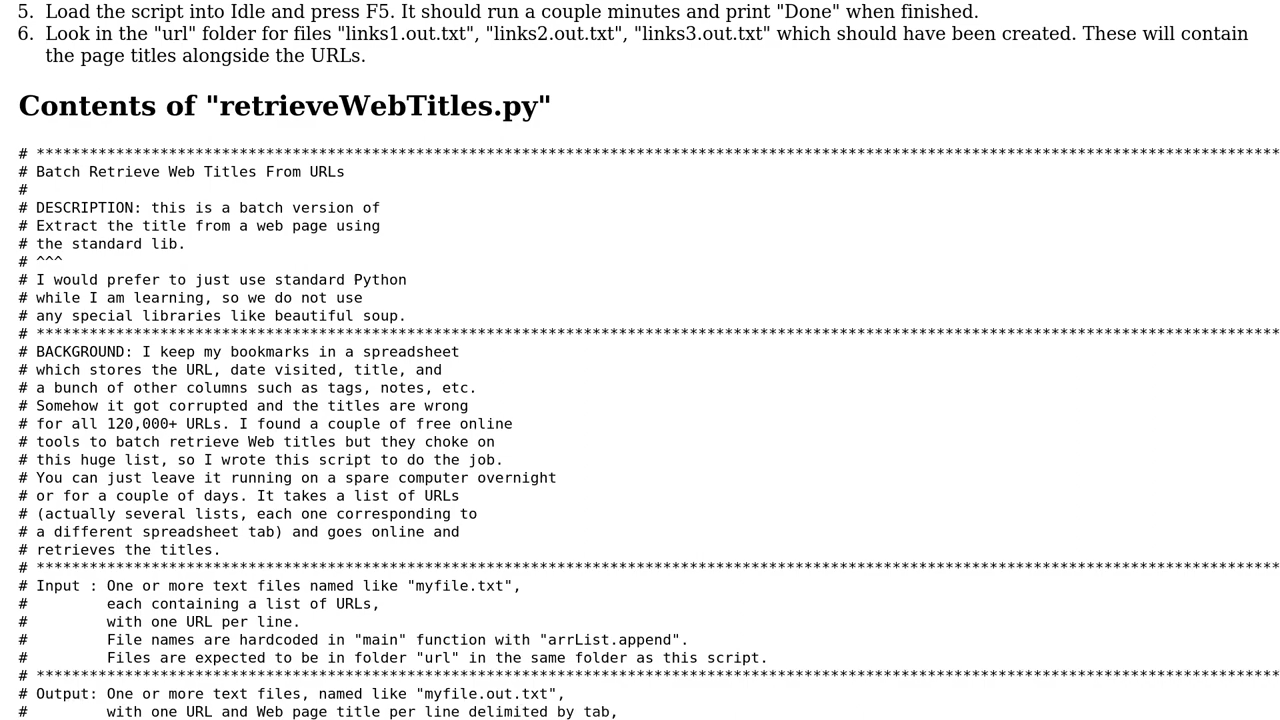 5. Load the script into Idle and press F5. It should run a couple minutes and print "Done" when finished.
6. Look in the "url" folder for files "links1.out.txt", "links2.out.txt", "links3.out.txt" which should have been created. These will contain
the page titles alongside the URLs.
Contents of "retrieveWebTitles.py"
# *********************************************************************************************************************************************
# Batch Retrieve Web Titles From URLs
#
# DESCRIPTION: this is a batch version of
# Extract the title from a web page using
# the standard lib.
# ^^^
# I would prefer to just use standard Python
# while I am learning, so we do not use
# any special libraries like beautiful soup.
# *********************************************************************************************************************************************
# BACKGROUND: I keep my bookmarks in a spreadsheet
# which stores the URL, date visited, title, and
# a bunch of other columns such as tags, notes, etc.
# Somehow it got corrupted and the titles are wrong
# for all 120,000+ URLs. I found a couple of free online
# tools to batch retrieve Web titles but they choke on
# this huge list, so I wrote this script to do the job.
# You can just leave it running on a spare computer overnight
# or for a couple of days. It takes a list of URLs
# (actually several lists, each one corresponding to
# a different spreadsheet tab) and goes online and
# retrieves the titles.
# *********************************************************************************************************************************************
# Input : One or more text files named like "myfile.txt",
#         each containing a list of URLs,
#         with one URL per line.
#         File names are hardcoded in "main" function with "arrList.append".
#         Files are expected to be in folder "url" in the same folder as this script.
# *********************************************************************************************************************************************
# Output: One or more text files, named like "myfile.out.txt",
#         with one URL and Web page title per line delimited by tab,